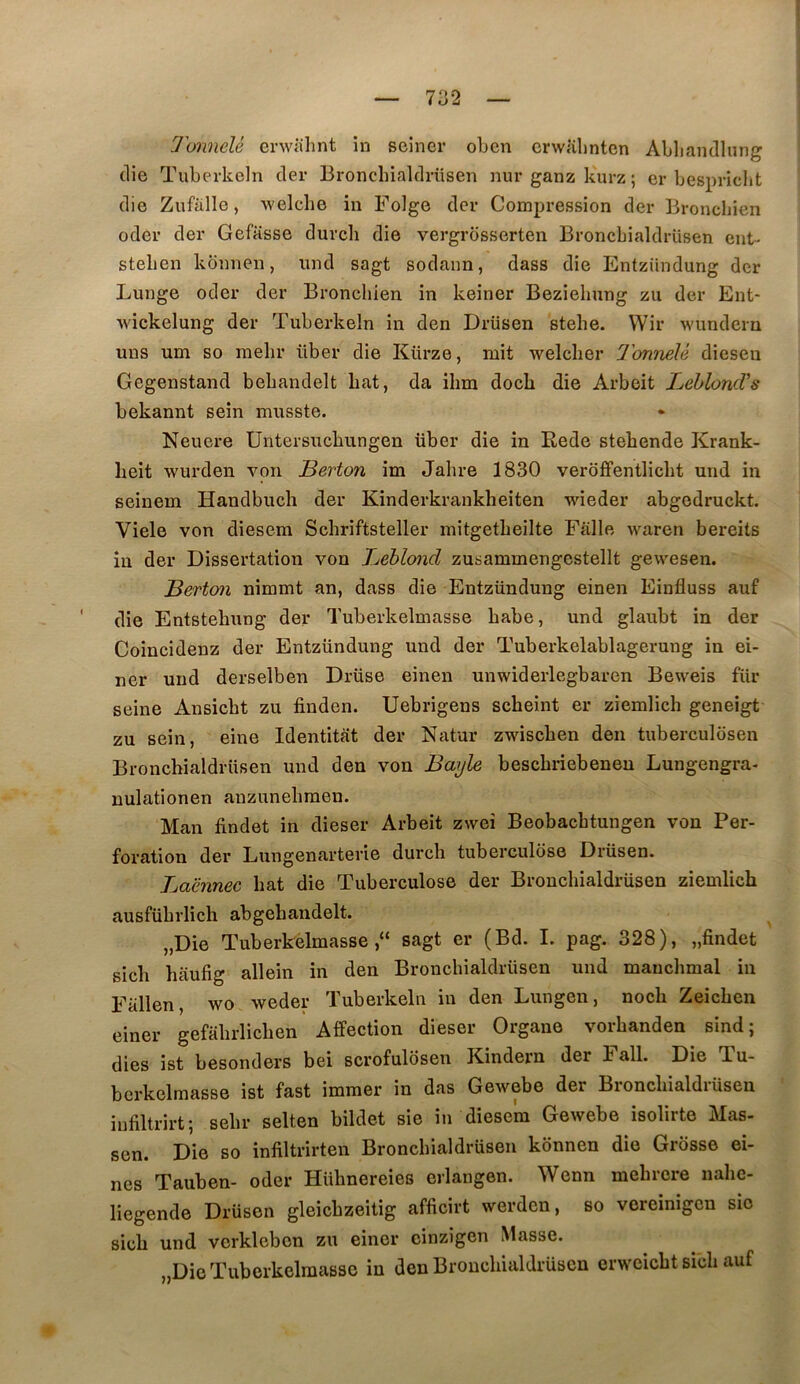 — 732 —
Tonnelé erwähnt in seiner oben erwähnten Abhandlung
die Tuberkeln der Bronchialdrüsen nur ganz kurz; er bespricht
die Zufälle, welche in Folge der Compression der Bronchien
oder der Gefässe durch die vergrösserten Bronchialdrüsen ent-
stehen können, und sagt sodann, dass die Entzündung der
Lunge oder der Bronchien in keiner Beziehung zu der Ent-
wickelung der Tuberkeln in den Drüsen stehe. Wir wundern
uns um so mehr über die Kürze, mit welcher Tonnelé diesen
Gegenstand behandelt hat, da ihm doch die Arbeit Leblond's
bekannt sein musste.
Neuere Untersuchungen über die in Rede stehende Krank-
heit wurden von Berton im Jahre 1830 veröffentlicht und in
seinem Handbuch der Kinderkrankheiten wieder abgedruckt.
Viele von diesem Schriftsteller mitgetheilte Fälle waren bereits
in der Dissertation von Leblond zusammengestellt gewesen.
Berton nimmt an, dass die Entzündung einen Einfluss auf
die Entstehung der Tuberkelmasse habe, und glaubt in der
Coincidenz der Entzündung und der Tuberkelablagerung in ei-
ner und derselben Drüse einen unwiderlegbaren Beweis für
seine Ansicht zu finden. Uebrigens scheint er ziemlich geneigt
zu sein, eine Identität der Natur zwischen den tuberculösen
Bronchialdrüsen und den von Bayle beschriebenen Lungengra-
nulationen anzunehmen.
Man findet in dieser Arbeit zwei Beobachtungen von Per-
foration der Lungenarterie durch tuberculöse Drüsen.
Laënnec hat die Tuberculose der Bronchialdrüsen ziemlich
ausführlich abgehandelt.
„Die Tuberkelmasse,“ sagt er (Bd. I. pag. 328), „findet
sich häufig allein in den Bronchialdrüsen und manchmal in
Fällen, wo weder Tuberkeln in den Lungen, noch Zeichen
einer gefährlichen Affection dieser Organe vorhanden sind;
dies ist besonders bei scrofulösen Kindern der Fall. Die Tu-
berkelmasse ist fast immer in das Gewebe der Bronchialdrüsen
infiltrirt; sehr selten bildet sie in diesem Gewebe isolirte Mas-
sen. Die so infiltrirten Bronchialdrüsen können die Grösse ei-
nes Tauben- oder Hühnereies erlangen. Wenn mehrere nahe-
liegende Drüsen gleichzeitig afficirt werden, so vereinigen sie
sich und verkleben zu einer einzigen Masse.
„Die Tuberkelmasse in den Bronchialdrüsen erweicht sich auf